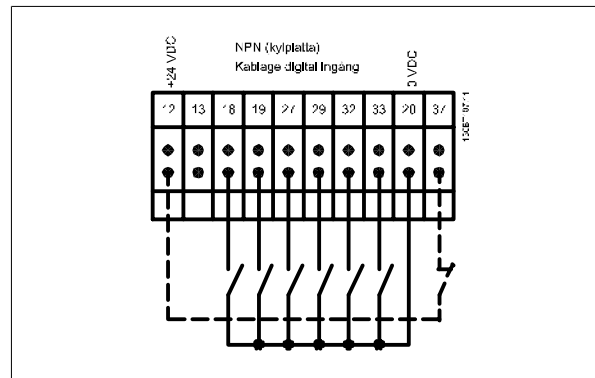 +24 VDC
NPN (kylplatta)
Kablage digital ingång
0 VDC
12 13 18 19 27 29 32 33 20 37